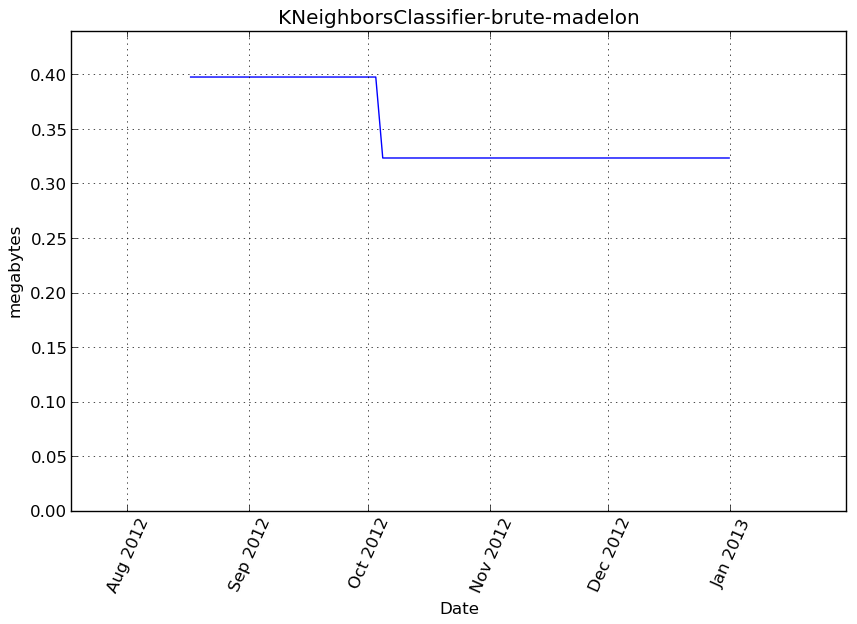 KNeighborsClassifier-brute-madelon
0.40
0.35
0.30
0.25
0.20
0.15
0.10
0.05
0.00
megabytes
Aug 2012
Sep 2012
Oct 2012
Nov 2012
Dec 2012
Jan 2013
Date